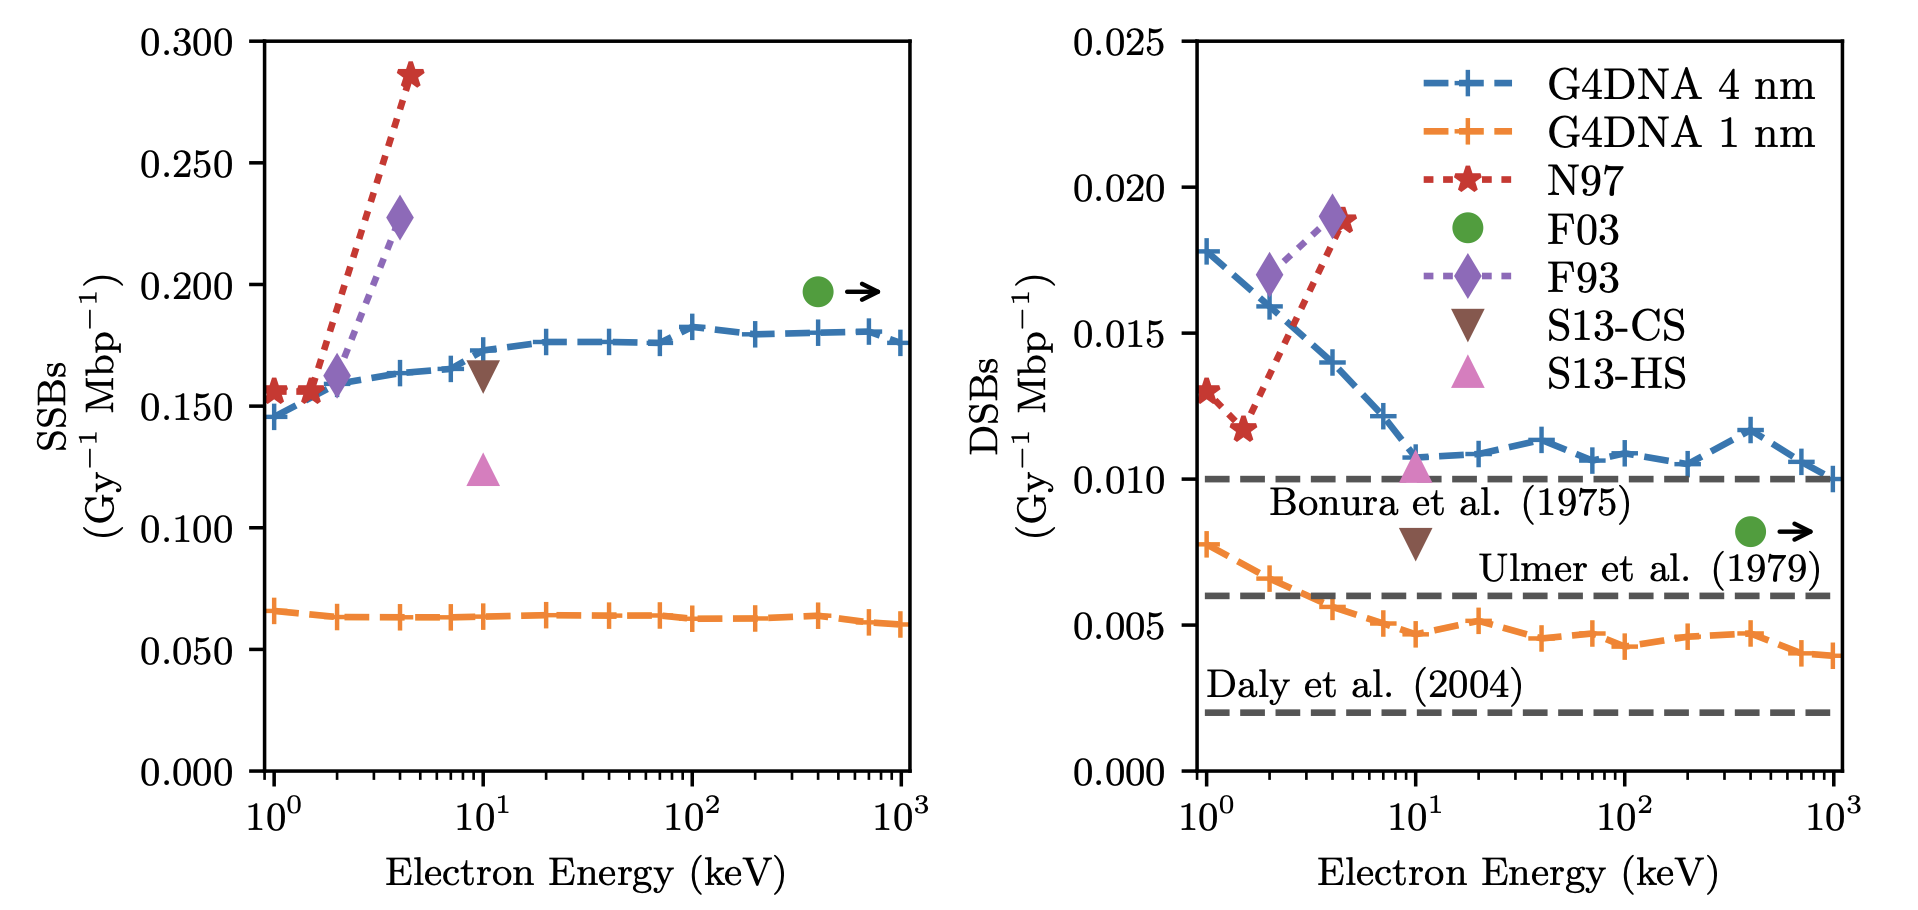 0.300
0.250
0.200
0.150
0.100
0.050
0.000
SSBs
(Gy⁻¹ Mbp⁻¹)
10⁰ 10¹ 10² 10³
Electron Energy (keV)
0.025
0.020
0.015
0.010
0.005
0.000
DSBs
(Gy⁻¹ Mbp⁻¹)
G4DNA 4 nm
G4DNA 1 nm
N97
F03
F93
S13-CS
S13-HS
Bonura et al. (1975)
Ulmer et al. (1979)
Daly et al. (2004)
10⁰ 10¹ 10² 10³
Electron Energy (keV)